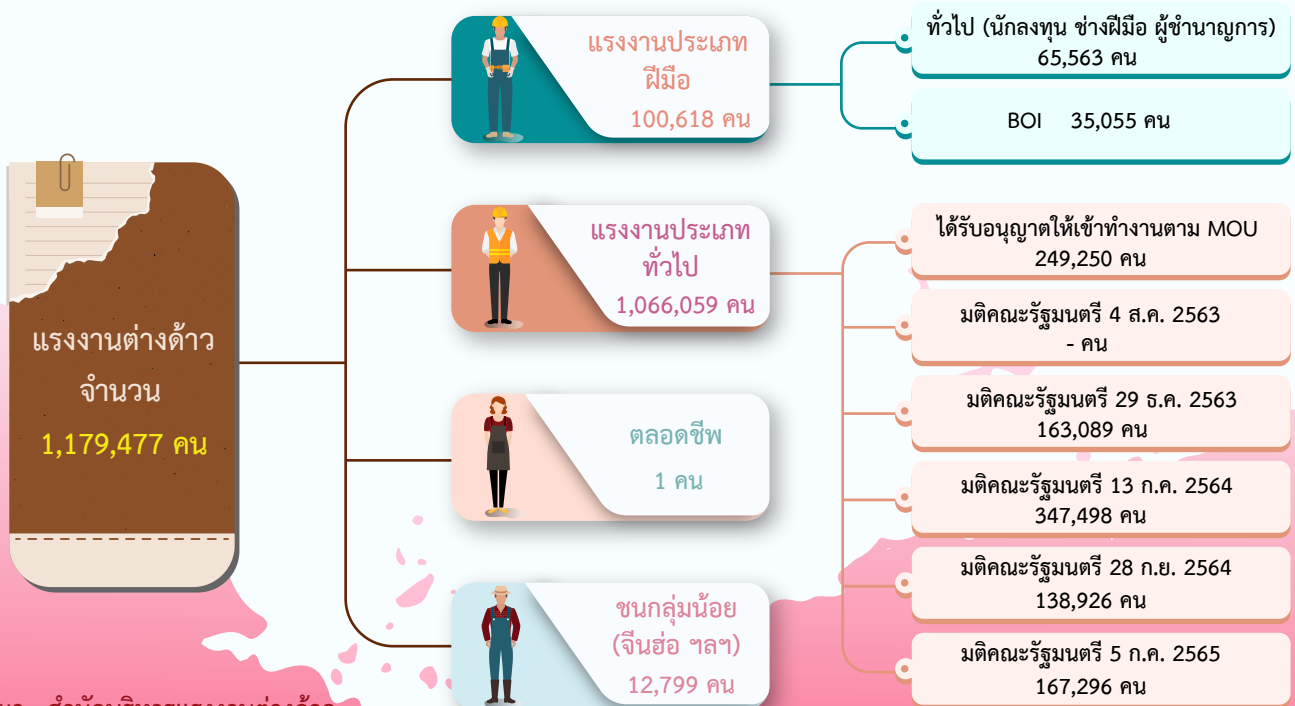 แรงงานต่างด้าว
จำนวน
1,179,477 คน
แรงงานประเภท
ฝีมือ
100,618 คน
ทั่วไป (นักลงทุน ช่างฝีมือ ผู้ชำนาญการ)
65,563 คน
BOI 35,055 คน
แรงงานประเภท
ทั่วไป
1,066,059 คน
ได้รับอนุญาตให้เข้าทำงานตาม MOU
249,250 คน
มติคณะรัฐมนตรี 4 ส.ค. 2563
- คน
มติคณะรัฐมนตรี 29 ธ.ค. 2563
163,089 คน
มติคณะรัฐมนตรี 13 ก.ค. 2564
347,498 คน
มติคณะรัฐมนตรี 28 ก.ย. 2564
138,926 คน
มติคณะรัฐมนตรี 5 ก.ค. 2565
167,296 คน
ตลอดชีพ
1 คน
ชนกลุ่มน้อย
(จีนฮ่อ ฯลฯ)
12,799 คน